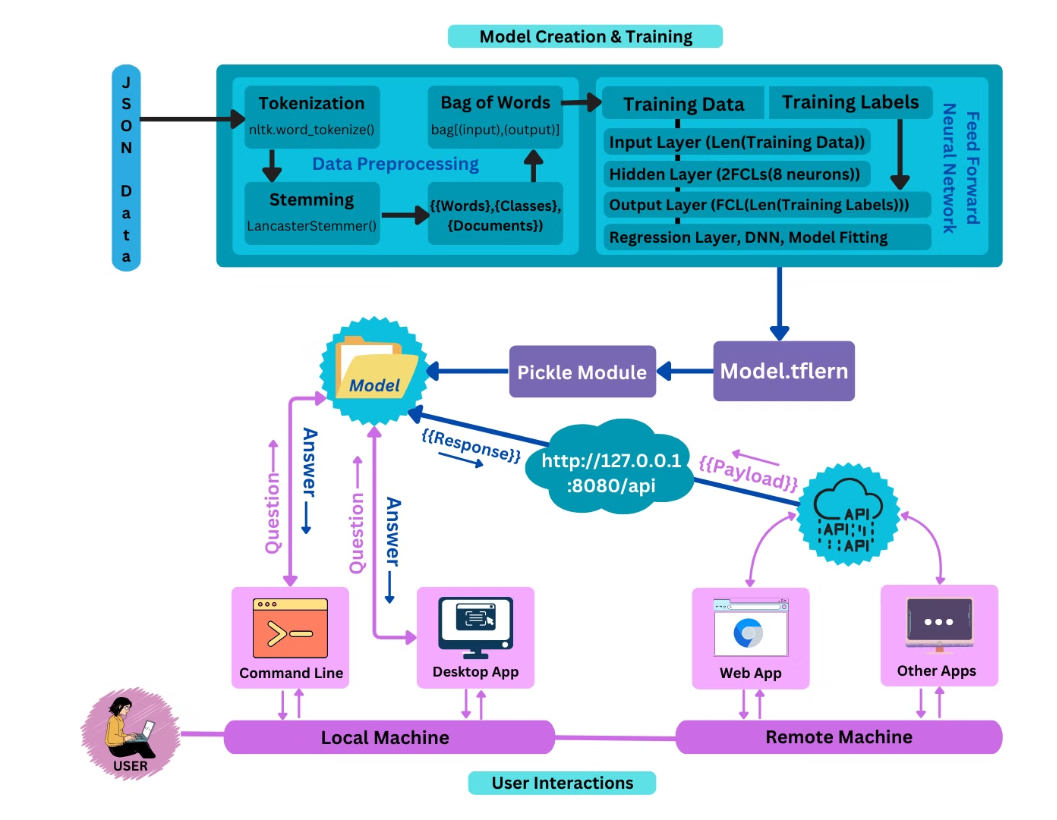 Model Creation & Training
JSON Data
Tokenization
nltk.word_tokenize()
Bag of Words
bag[(input),(output)]
Data Preprocessing
Stemming
LancasterStemmer()
{{Words},{Classes},
{Documents}}
Training Data
Training Labels
Input Layer (Len(Training Data))
Hidden Layer (2FCLs(8 neurons))
Output Layer (FCL(Len(Training Labels)))
Regression Layer, DNN, Model Fitting
Feed Forward
Neural Network
Model
Pickle Module
Model.tflern
{{Response}}
http://127.0.0.1
:8080/api
{{Payload}}
API
API
API
Question
Answer
Question
Answer
Command Line
Desktop App
Web App
Other Apps
USER
Local Machine
Remote Machine
User Interactions